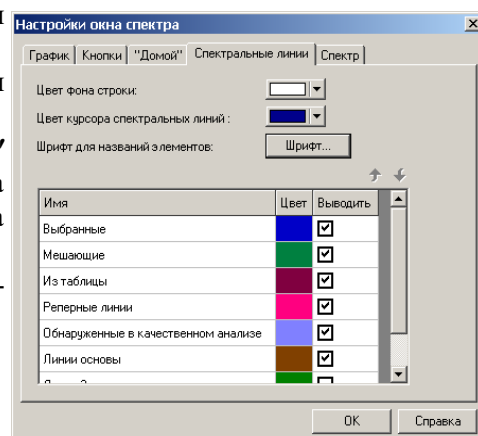 Настройки окна спектра
График Кнопки "Домой" Спектральные линии Спектр
Цвет фона строки:
Цвет курсора спектральных линий :
Шрифт для названий элементов: Шрифт...
Имя Цвет Выводить
Выбранные
Мешающие
Из таблицы
Реперные линии
Обнаруженные в качественном анализе
Линии основы
OK Справка